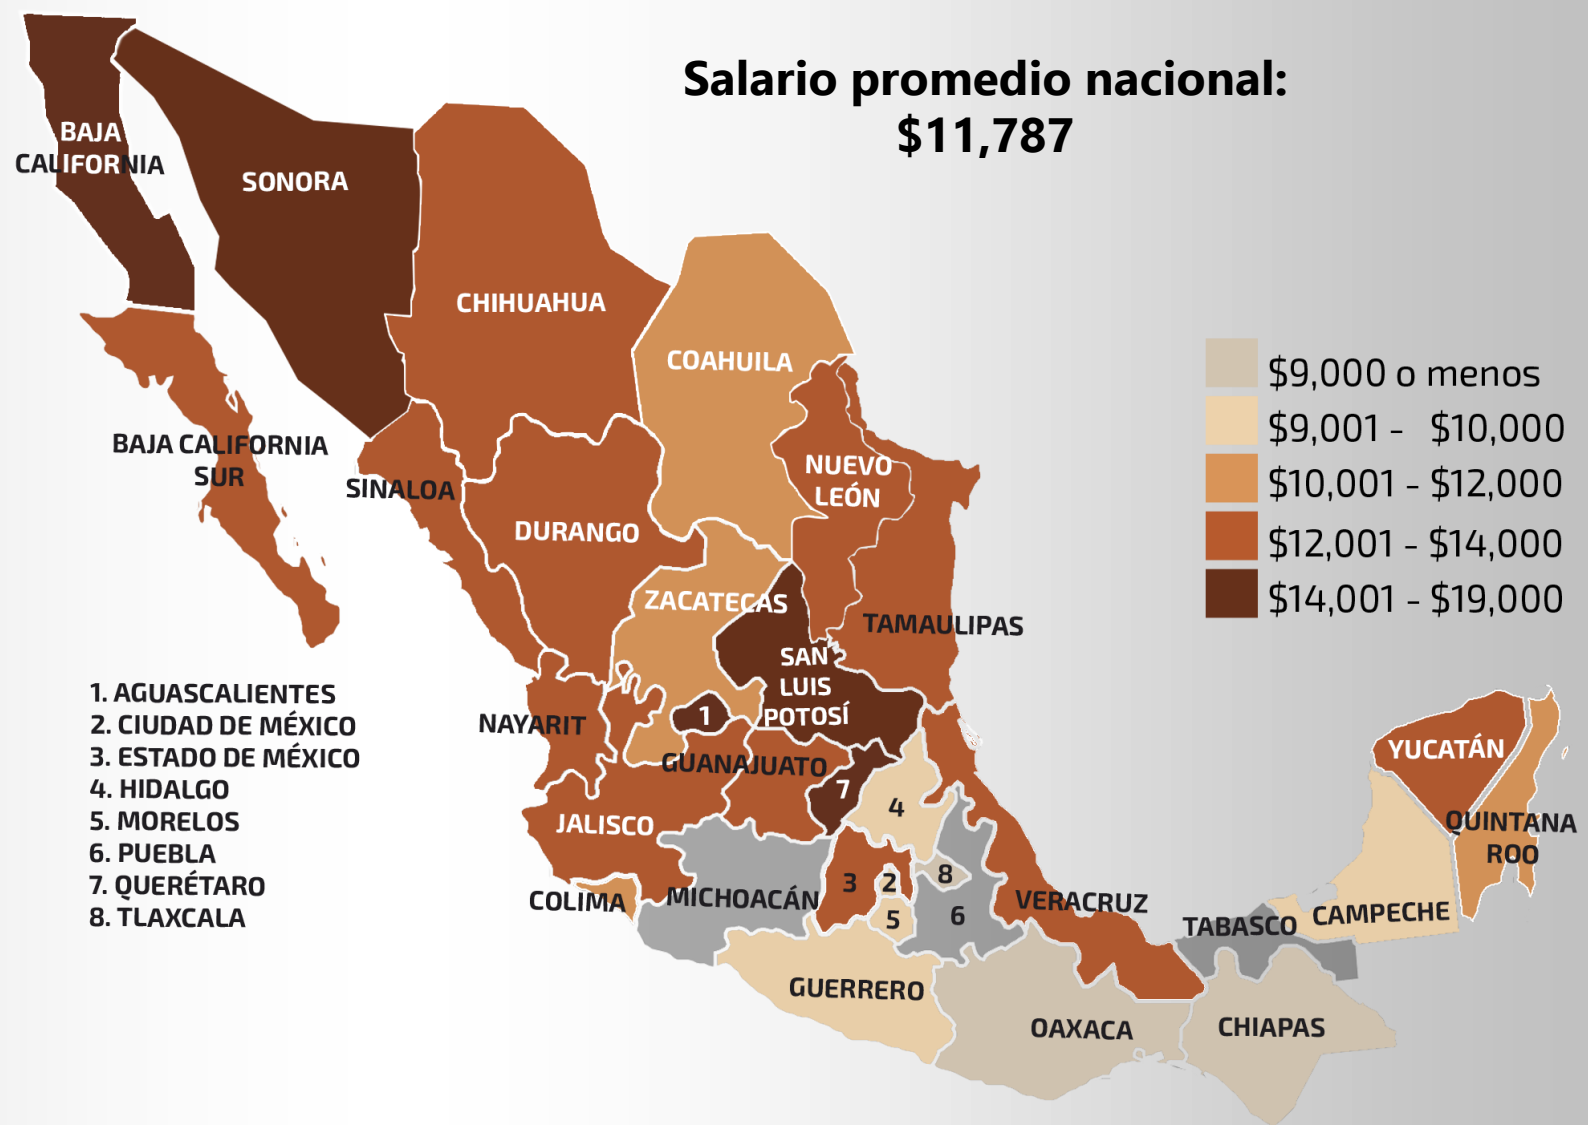 Salario promedio nacional:
$11,787
BAJA
CALIFORNIA
SONORA
CHIHUAHUA
COAHUILA
BAJA CALIFORNIA
SUR
SINALOA
DURANGO
NUEVO
LEÓN
ZACATECAS
TAMAULIPAS
SAN
LUIS
POTOSÍ
NAYARIT
1
GUANAJUATO
7
4
JALISCO
COLIMA
MICHOACÁN
3
2
8
5
6
VERACRUZ
GUERRERO
OAXACA
CHIAPAS
TABASCO
CAMPECHE
YUCATÁN
QUINTANA
ROO
$9,000 o menos
$9,001 - $10,000
$10,001 - $12,000
$12,001 - $14,000
$14,001 - $19,000
1. AGUASCALIENTES
2. CIUDAD DE MÉXICO
3. ESTADO DE MÉXICO
4. HIDALGO
5. MORELOS
6. PUEBLA
7. QUERÉTARO
8. TLAXCALA